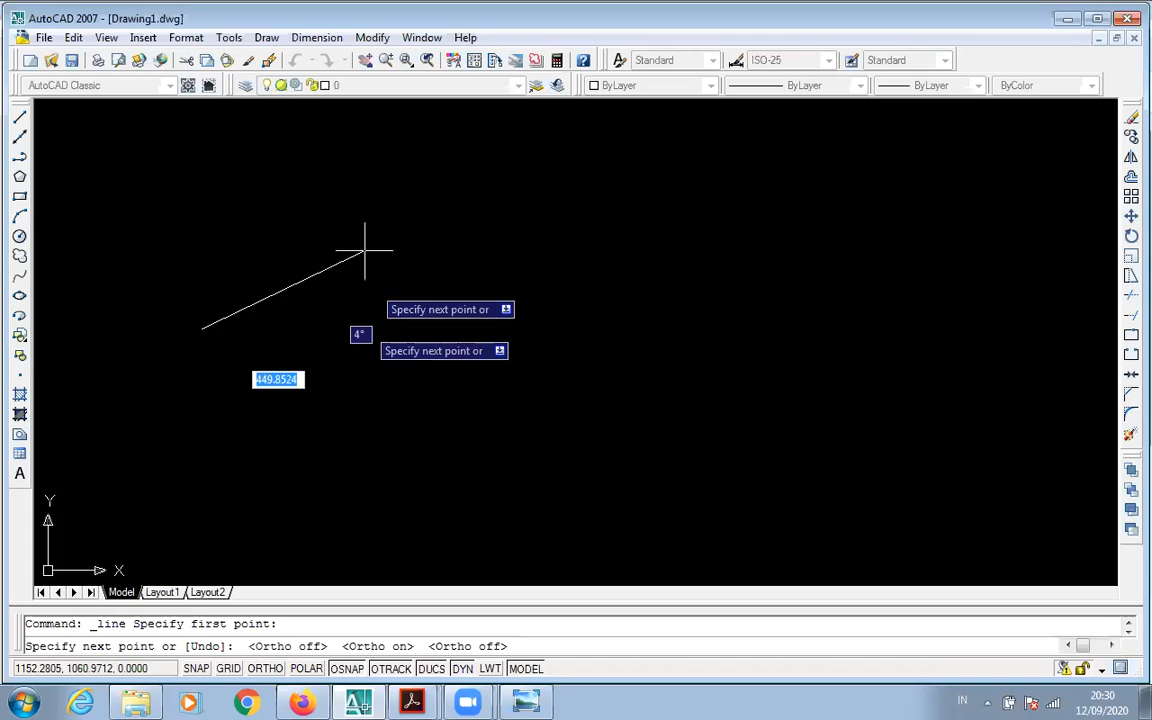 AutoCAD 2007 - [Drawing1.dwg]
File Edit View Insert Format Tools Draw Dimension Modify Window Help
Standard ISO-25 Standard
AutoCAD Classic 0 ByLayer ByLayer ByLayer ByColor
Specify next point or
4°
Specify next point or
449.8524
A
Y
X
Model Layout1 Layout2
Command: _line Specify first point:
Specify next point or [Undo]: <Ortho off> <Ortho on> <Ortho off>
1152.2805, 1060.9712, 0.0000 SNAP GRID ORTHO POLAR OSNAP OTRACK DUCS DYN LWT MODEL
IN
20:30
12/09/2020